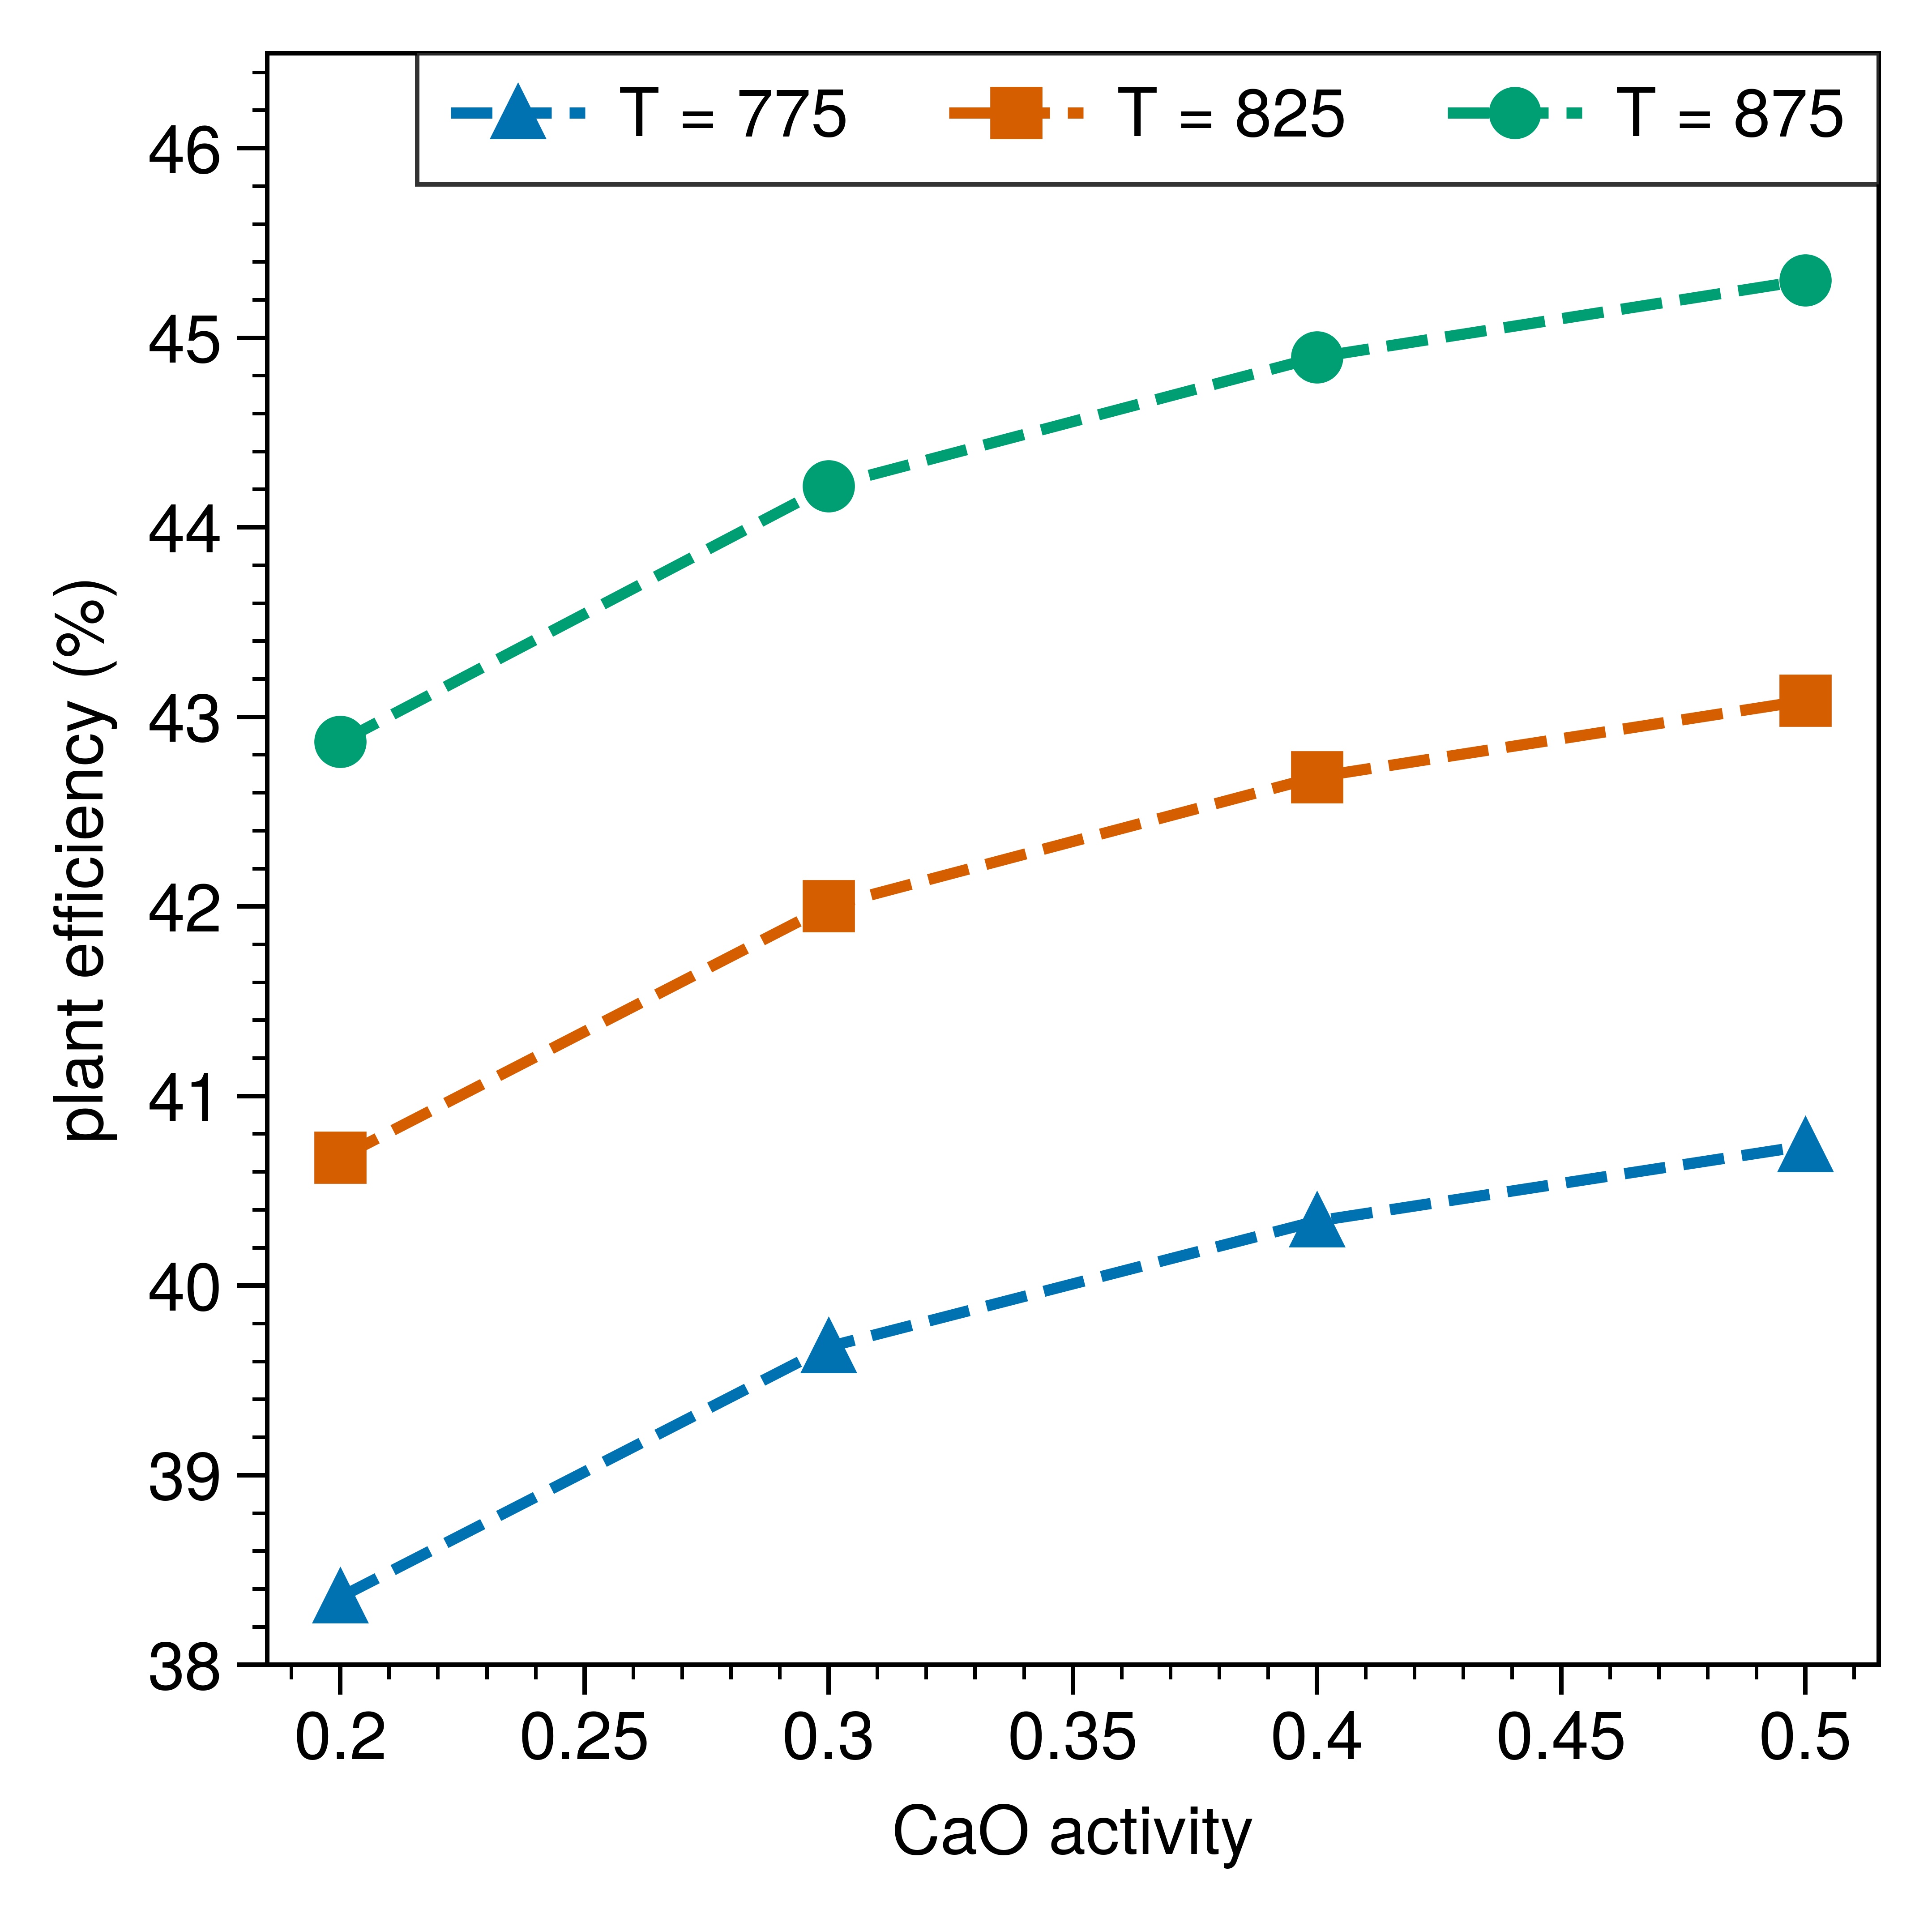 T = 775 T = 825 T = 875
46
45
44
43
42
41
40
39
38
plant efficiency (%)
0.2 0.25 0.3 0.35 0.4 0.45 0.5
CaO activity